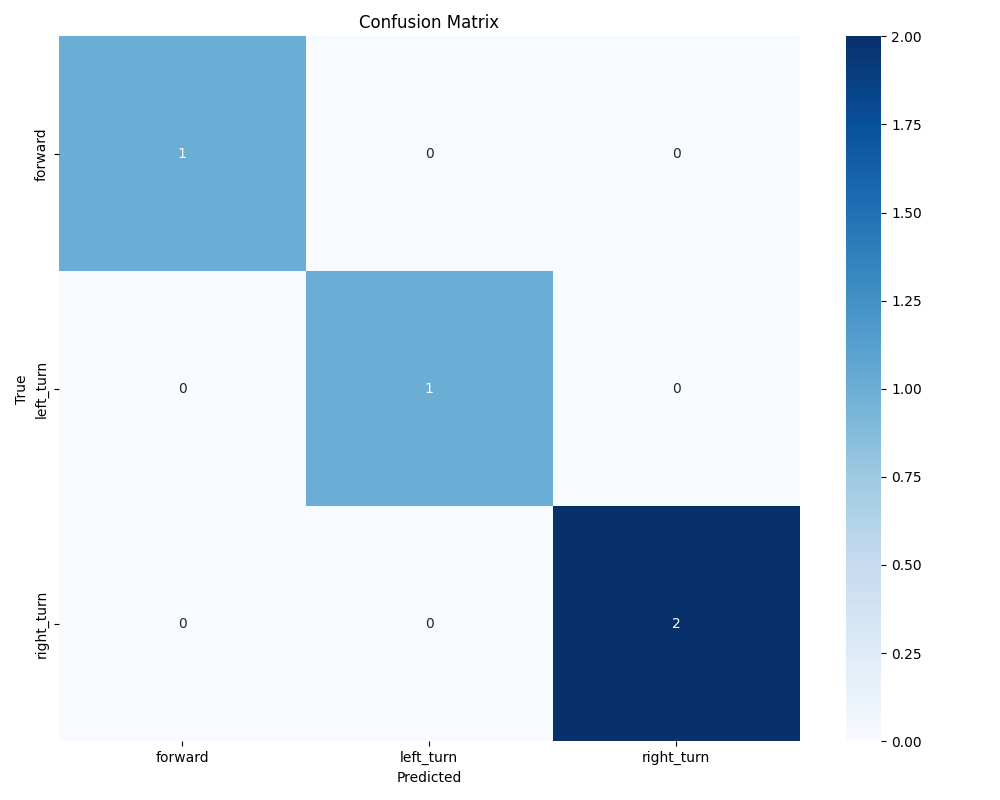 Confusion Matrix
True
forward
1 0 0
left_turn
0 1 0
right_turn
0 0 2
forward left_turn right_turn
Predicted
2.00
1.75
1.50
1.25
1.00
0.75
0.50
0.25
0.00